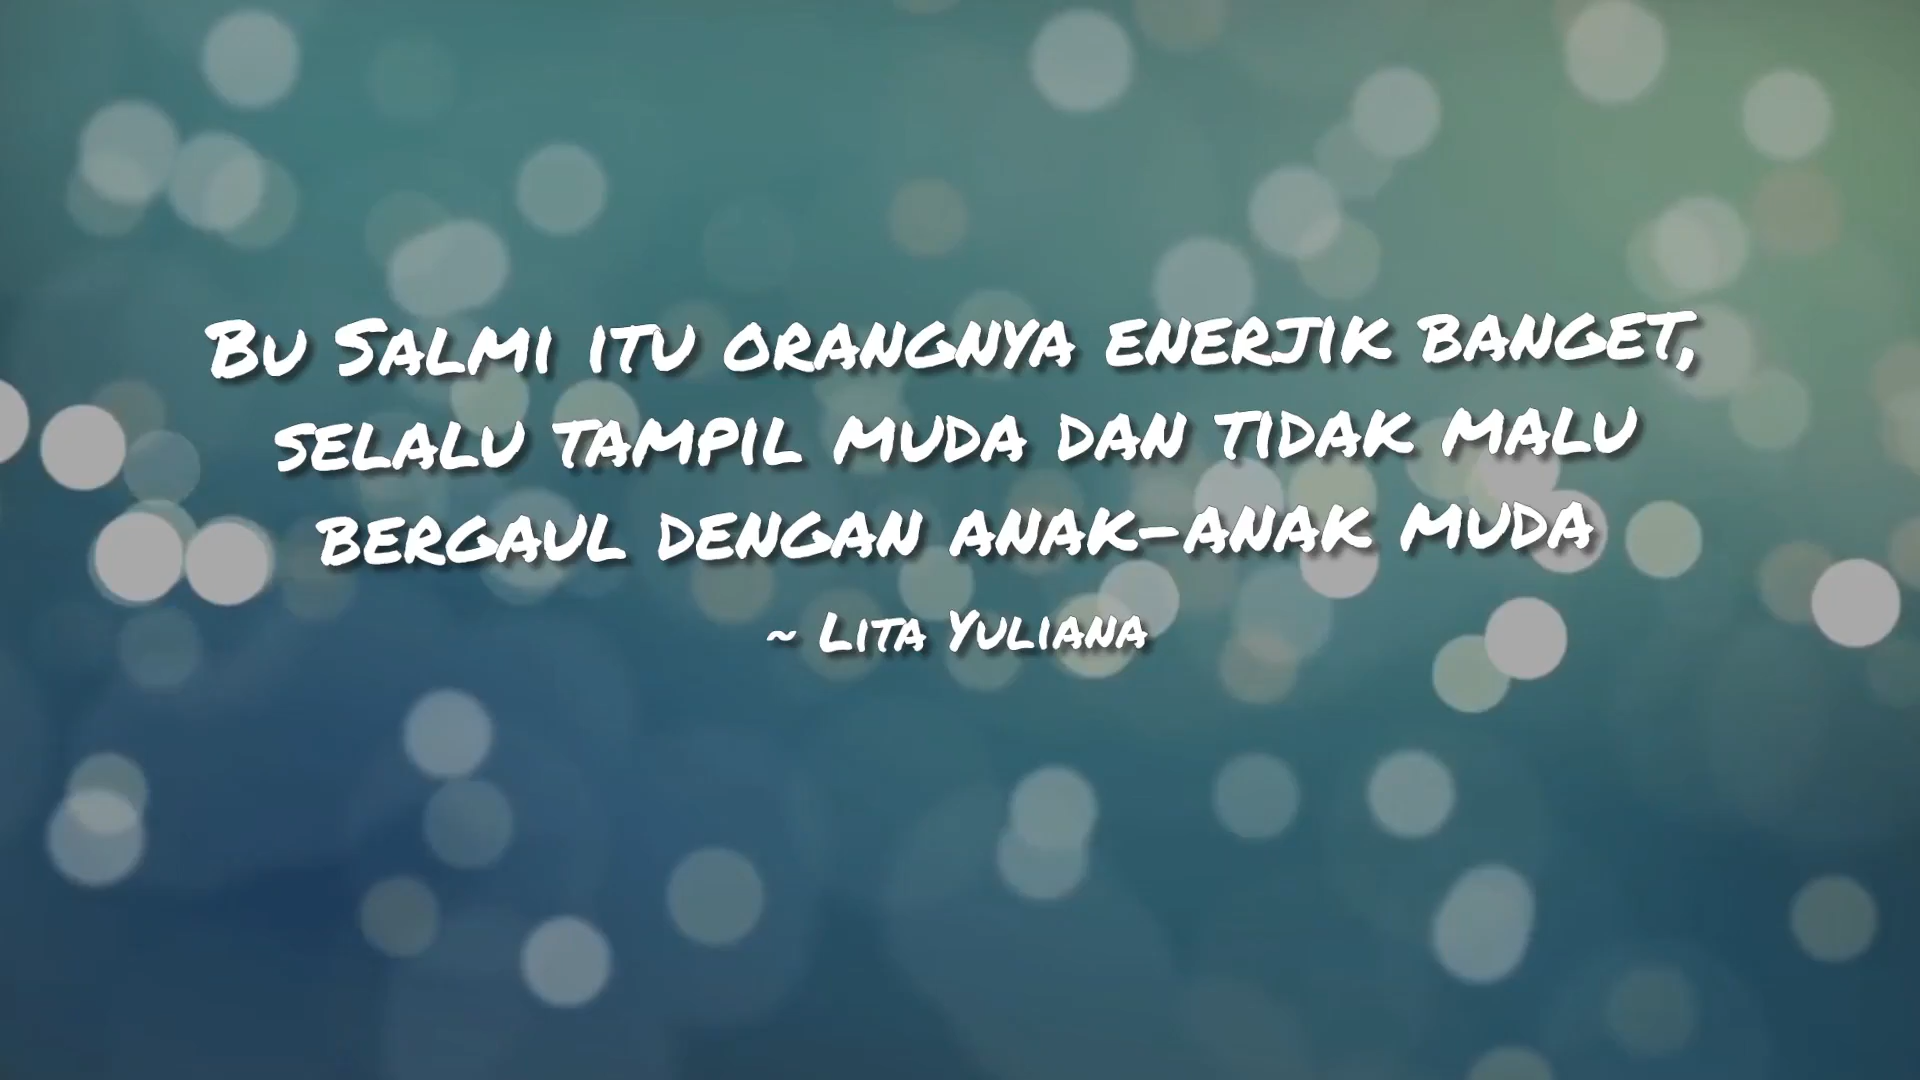 Bu Salmi itu orangnya enerjik banget,
selalu tampil muda dan tidak malu
bergaul dengan anak-anak muda
~ Lita Yuliana